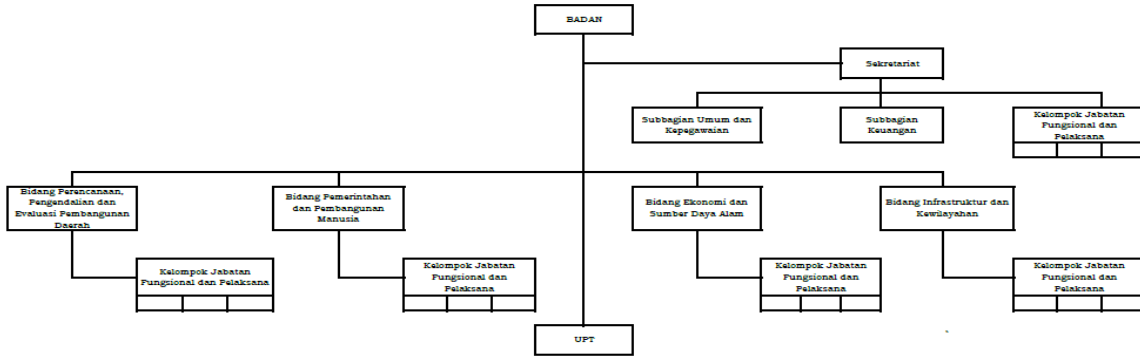 BADAN
Sekretariat
Subbagian Umum dan
Kepegawaian
Subbagian
Keuangan
Kelompok Jabatan
Fungsional dan
Pelaksana
Bidang Perencanaan,
Pengendalian dan
Evaluasi Pembangunan
Daerah
Bidang Pemerintahan
dan Pembangunan
Manusia
Bidang Ekonomi dan
Sumber Daya Alam
Bidang Infrastruktur dan
Kewilayahan
Kelompok Jabatan
Fungsional dan Pelaksana
Kelompok Jabatan
Fungsional dan
Pelaksana
Kelompok Jabatan
Fungsional dan
Pelaksana
Kelompok Jabatan
Fungsional dan
Pelaksana
UPT